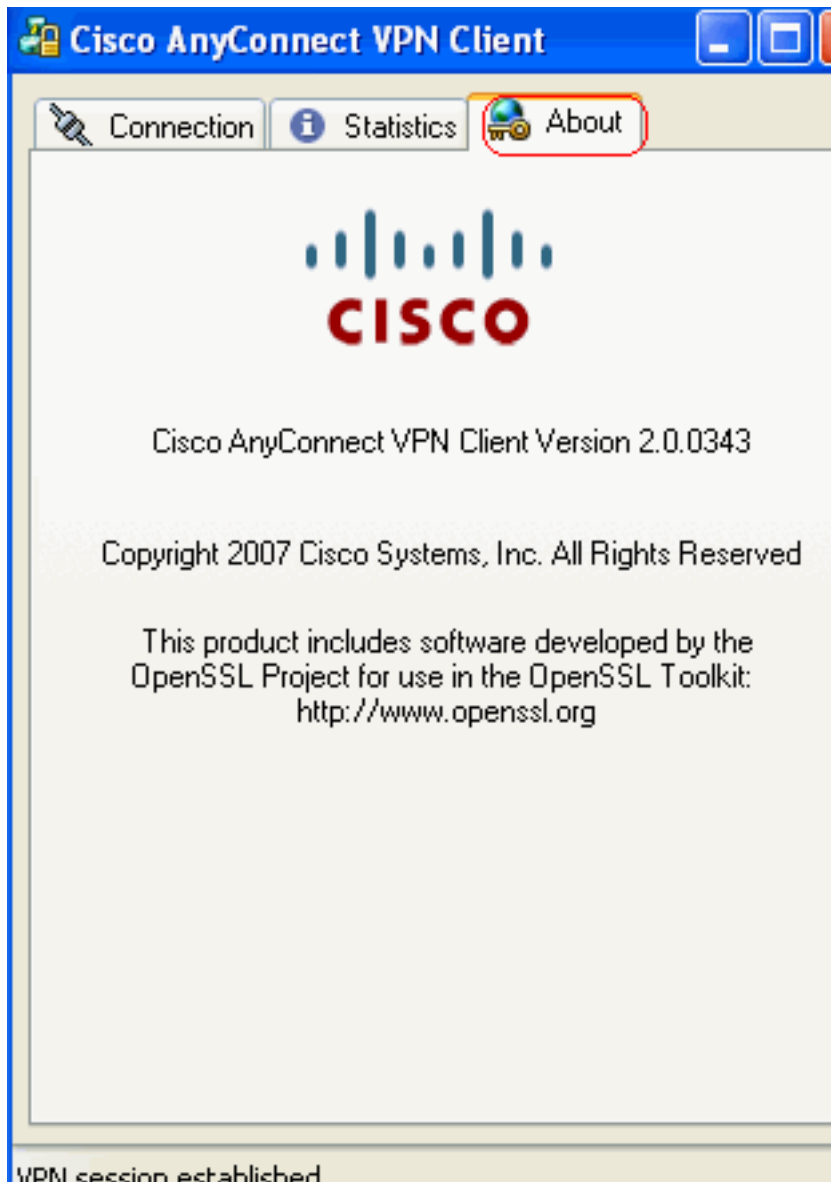 Cisco AnyConnect VPN Client
Connection
Statistics
About
CISCO
Cisco AnyConnect VPN Client Version 2.0.0343
Copyright 2007 Cisco Systems, Inc. All Rights Reserved
This product includes software developed by the
OpenSSL Project for use in the OpenSSL Toolkit:
http://www.openssl.org
VPN session established